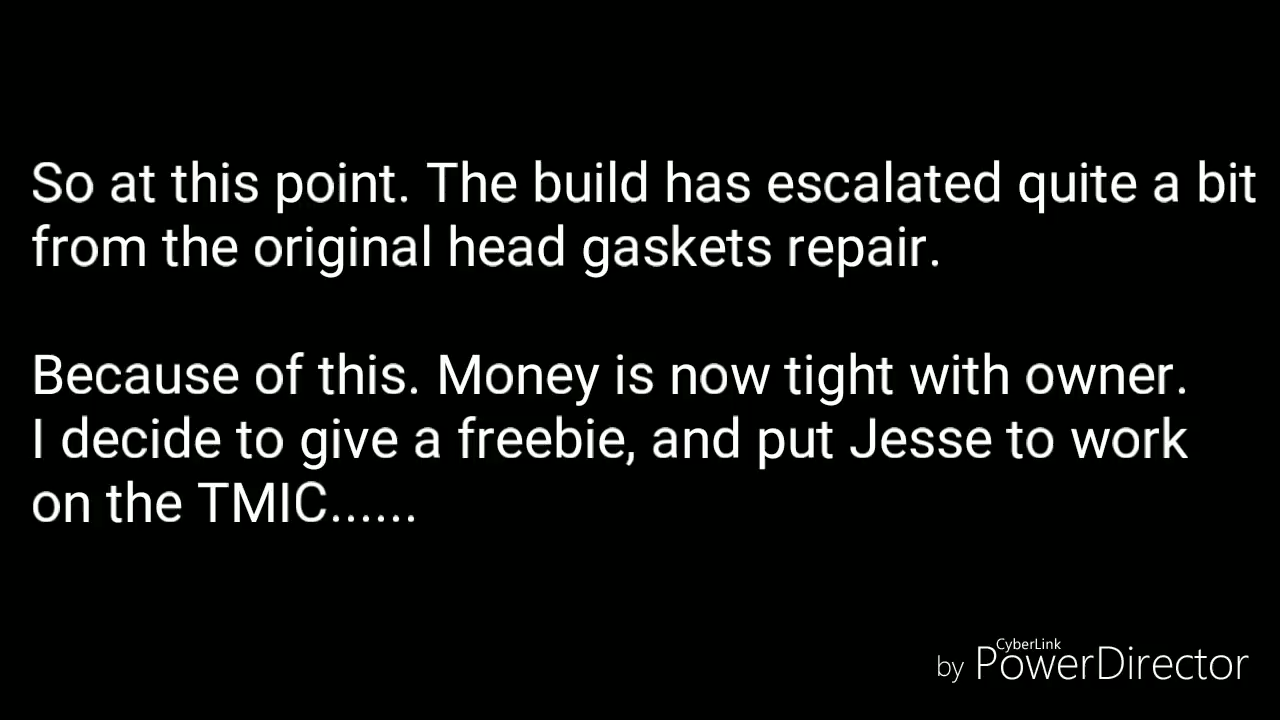 So at this point. The build has escalated quite a bit
from the original head gaskets repair.
Because of this. Money is now tight with owner.
I decide to give a freebie, and put Jesse to work
on the TMIC......
CyberLink
by PowerDirector